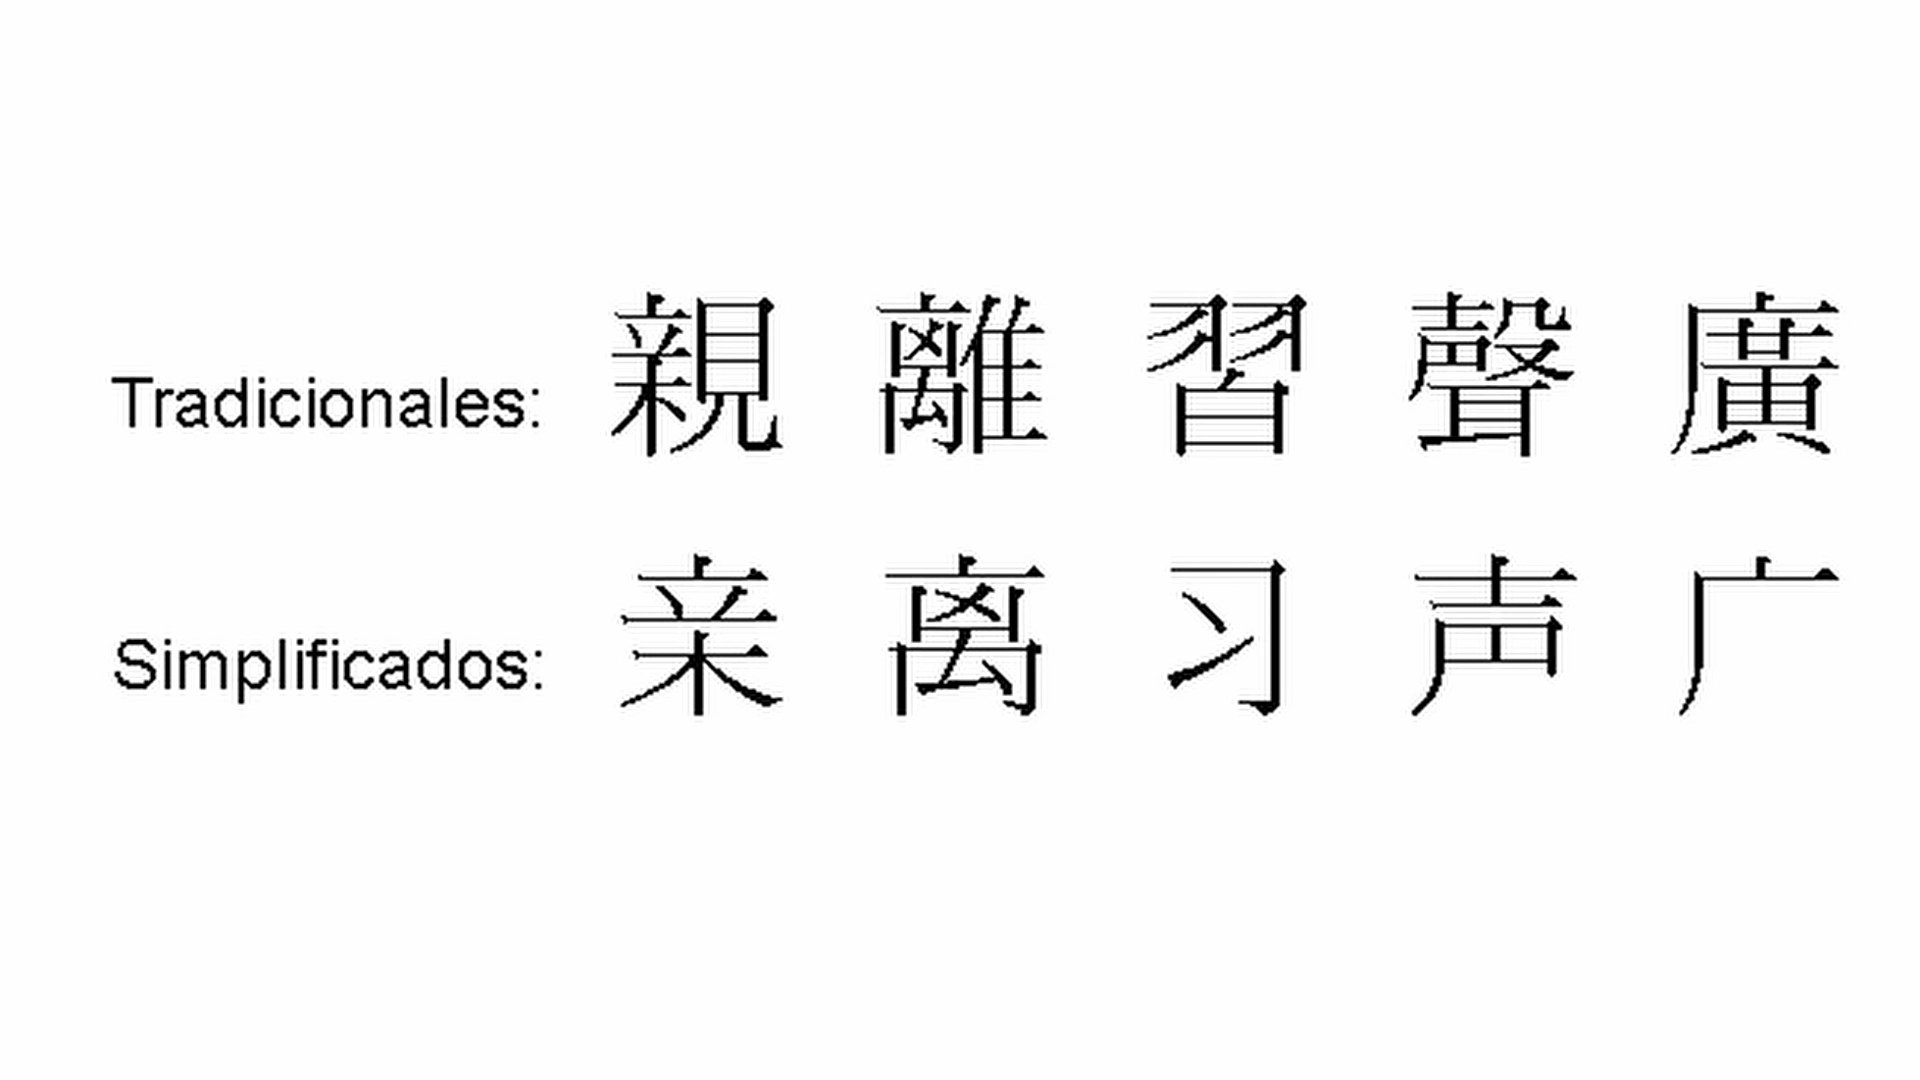 Tradicionales: 親 離 習 聲 廣
Simplificados: 亲 离 习 声 广